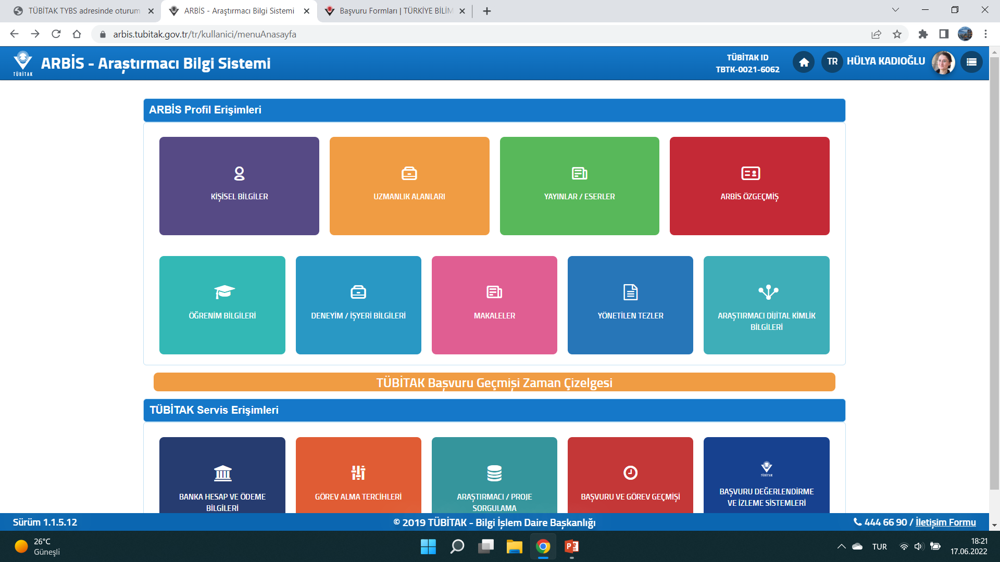 TÜBİTAK TYBS adresinde oturum
ARBİS - Araştırmacı Bilgi Sistemi
Başvuru Formları | TÜRKİYE BİLİM
arbis.tubitak.gov.tr/tr/kullanici/menuAnasayfa
TÜBİTAK
ARBİS - Araştırmacı Bilgi Sistemi
TÜBİTAK ID
TBTK-0021-6062
TR
HÜLYA KADIOĞLU
ARBİS Profil Erişimleri
KİŞİSEL BİLGİLER
UZMANLIK ALANLARI
YAYINLAR / ESERLER
ARBİS ÖZGEÇMİŞ
ÖĞRENİM BİLGİLERİ
DENEYİM / İŞYERİ BİLGİLERİ
MAKALELER
YÖNETİLEN TEZLER
ARAŞTIRMACI DİJİTAL KİMLİK
BİLGİLERİ
TÜBİTAK Başvuru Geçmişi Zaman Çizelgesi
TÜBİTAK Servis Erişimleri
BANKA HESAP VE ÖDEME
BİLGİLERİ
GÖREV ALMA TERCİHLERİ
ARAŞTIRMACI / PROJE
SORGULAMA
BAŞVURU VE GÖREV GEÇMİŞİ
TÜBİTAK
BAŞVURU DEĞERLENDİRME
VE İZLEME SİSTEMLERİ
Sürüm 1.1.5.12
© 2019 TÜBİTAK - Bilgi İşlem Daire Başkanlığı
444 66 90 / İletişim Formu
26°C
Güneşli
TUR
18:21
17.06.2022